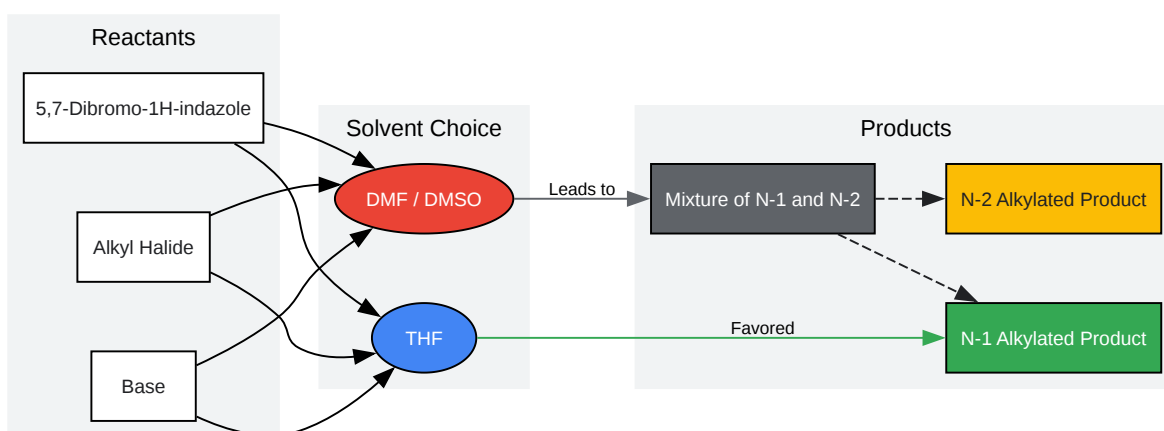 Reactants
5,7-Dibromo-1H-indazole
Alkyl Halide
Base
Solvent Choice
DMF / DMSO
THF
Leads to
Favored
Products
Mixture of N-1 and N-2
N-2 Alkylated Product
N-1 Alkylated Product